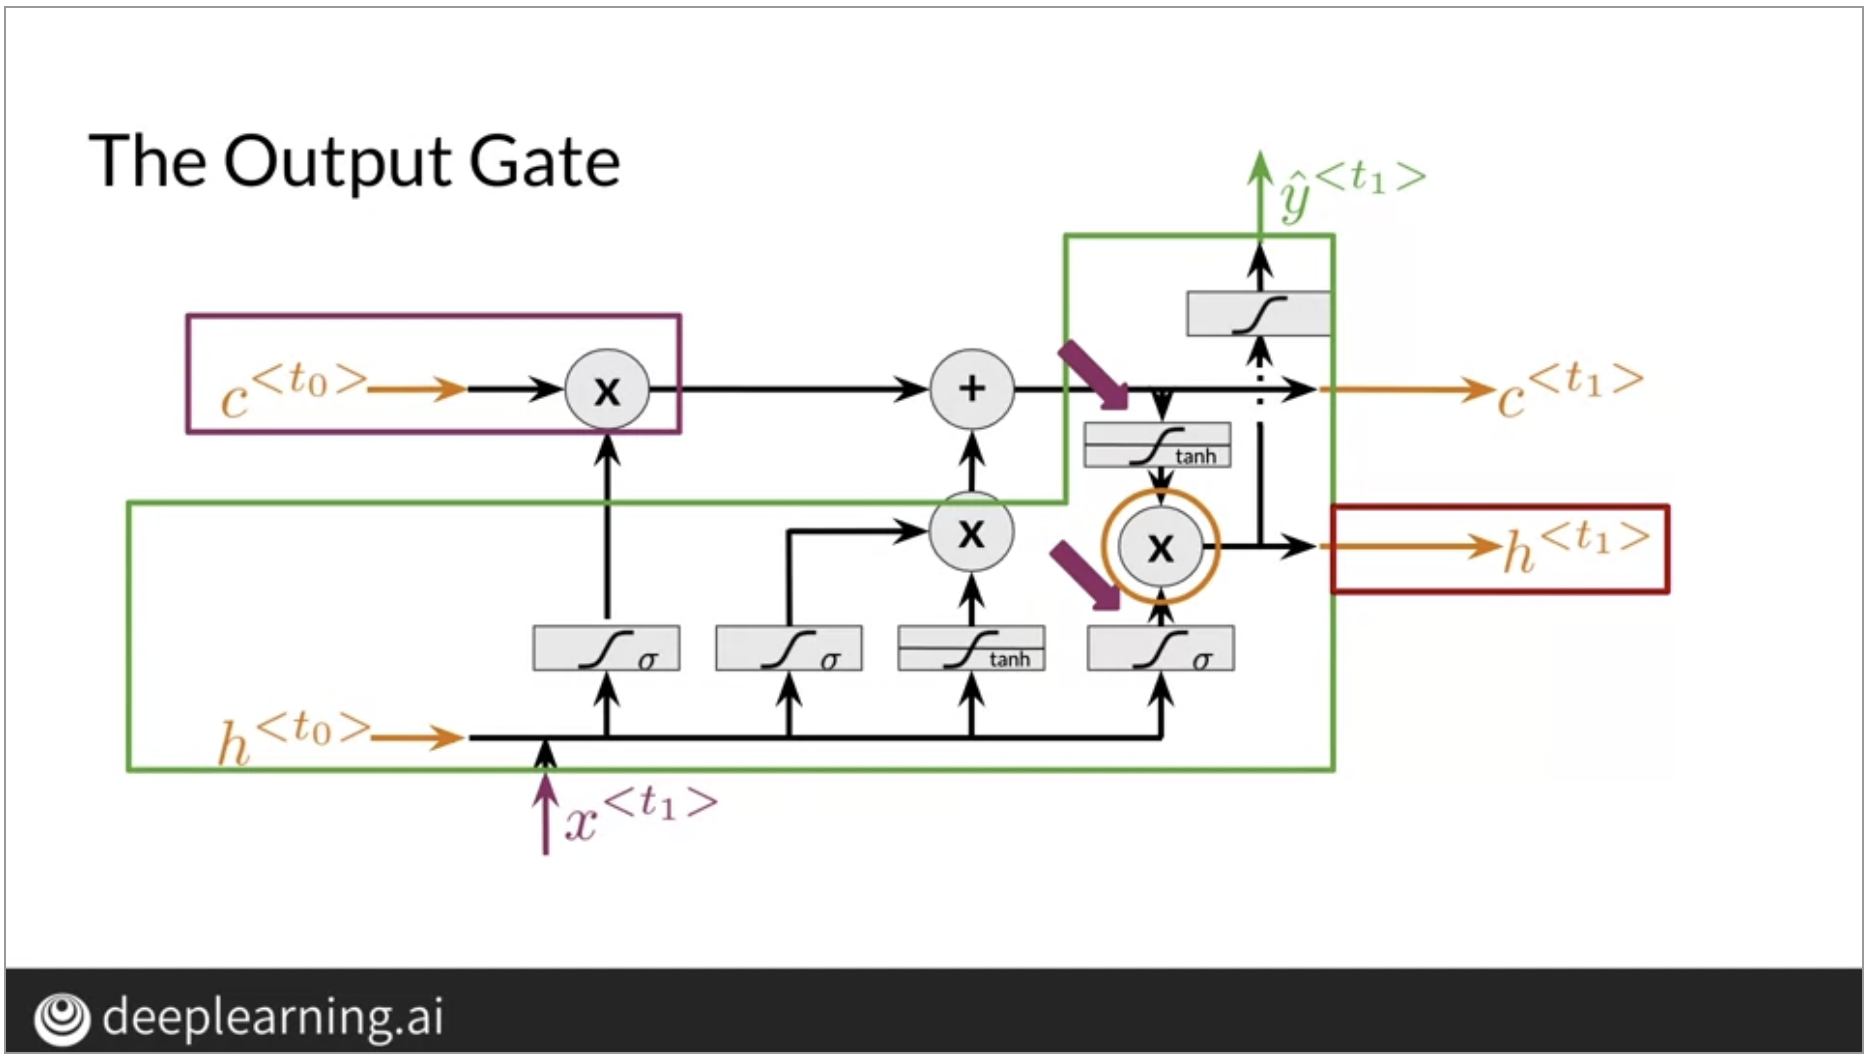 The Output Gate
ŷ<t₁>
c<t₀>
x
+
c<t₁>
tanh
x
x
h<t₁>
σ
σ
tanh
σ
h<t₀>
x<t₁>
deeplearning.ai